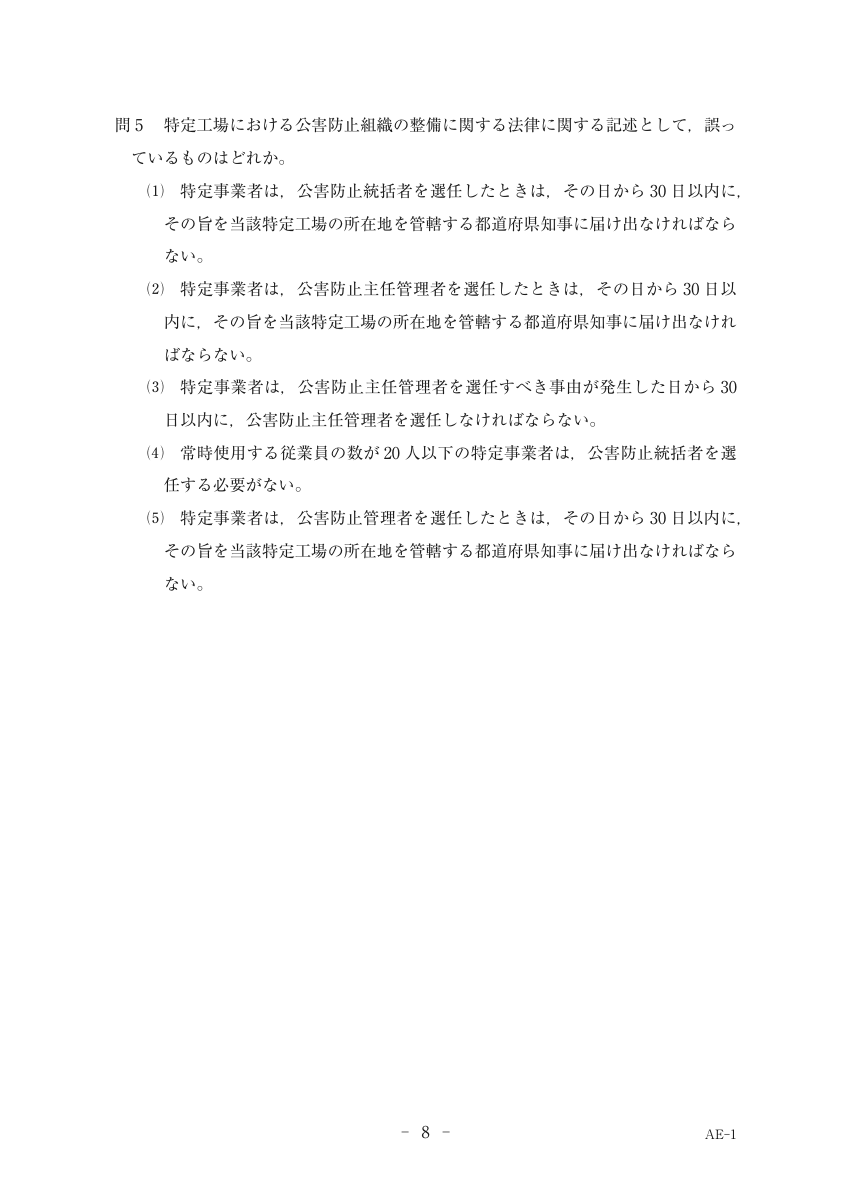 問５　特定工場における公害防止組織の整備に関する法律に関する記述として，誤っ
ているものはどれか。
⑴　特定事業者は，公害防止統括者を選任したときは，その日から 30 日以内に，
その旨を当該特定工場の所在地を管轄する都道府県知事に届け出なければなら
ない。
⑵　特定事業者は，公害防止主任管理者を選任したときは，その日から 30 日以
内に，その旨を当該特定工場の所在地を管轄する都道府県知事に届け出なけれ
ばならない。
⑶　特定事業者は，公害防止主任管理者を選任すべき事由が発生した日から 30
日以内に，公害防止主任管理者を選任しなければならない。
⑷　常時使用する従業員の数が 20 人以下の特定事業者は，公害防止統括者を選
任する必要がない。
⑸　特定事業者は，公害防止管理者を選任したときは，その日から 30 日以内に，
その旨を当該特定工場の所在地を管轄する都道府県知事に届け出なければなら
ない。
－ 8 －
AE-1